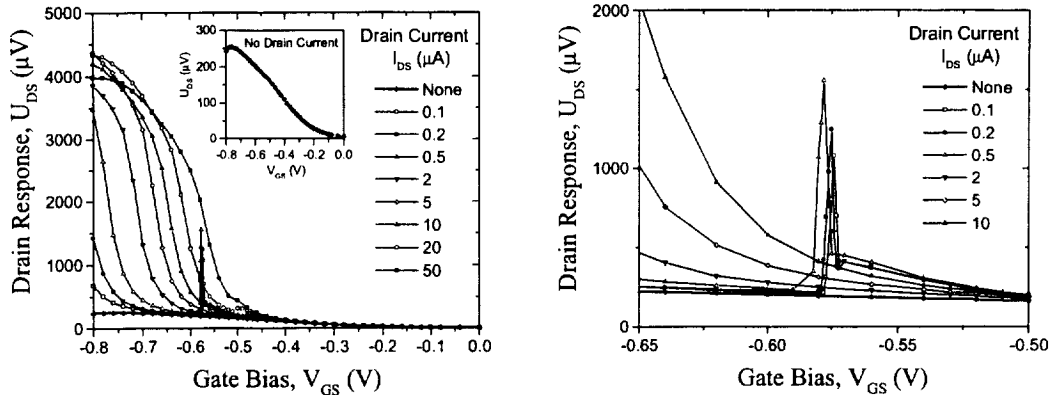 5000
4000
3000
2000
1000
0
Drain Response, U_DS (μV)
-0.8 -0.7 -0.6 -0.5 -0.4 -0.3 -0.2 -0.1 0.0
Gate Bias, V_GS (V)
300
250
200
150
100
50
0
U_DS (μV)
No Drain Current
-0.8 -0.6 -0.4 -0.2 0.0
V_GS (V)
Drain Current
I_DS (μA)
None
0.1
0.2
0.5
2
5
10
20
50
2000
1000
0
Drain Response, U_DS (μV)
-0.65 -0.60 -0.55 -0.50
Gate Bias, V_GS (V)
Drain Current
I_DS (μA)
None
0.1
0.2
0.5
2
5
10